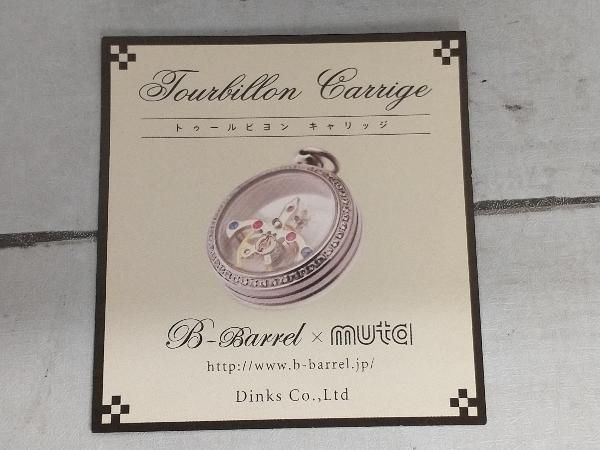 Tourbillon Carrige
トゥールビヨン キャリッジ
B-Barrel × muta
http://www.b-barrel.jp/
Dinks Co.,Ltd